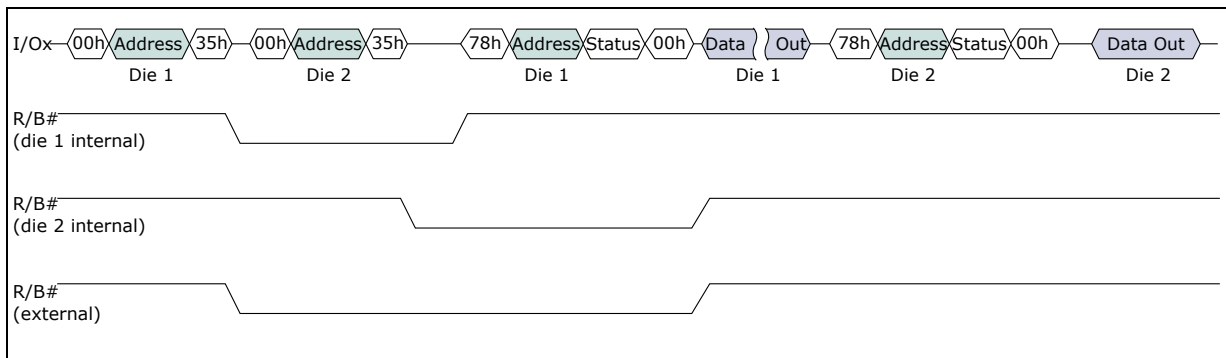 I/Ox 00h Address 35h 00h Address 35h 78h Address Status 00h Data Out 78h Address Status 00h Data Out
Die 1 Die 2 Die 1 Die 1 Die 2 Die 2
R/B#
(die 1 internal)
R/B#
(die 2 internal)
R/B#
(external)